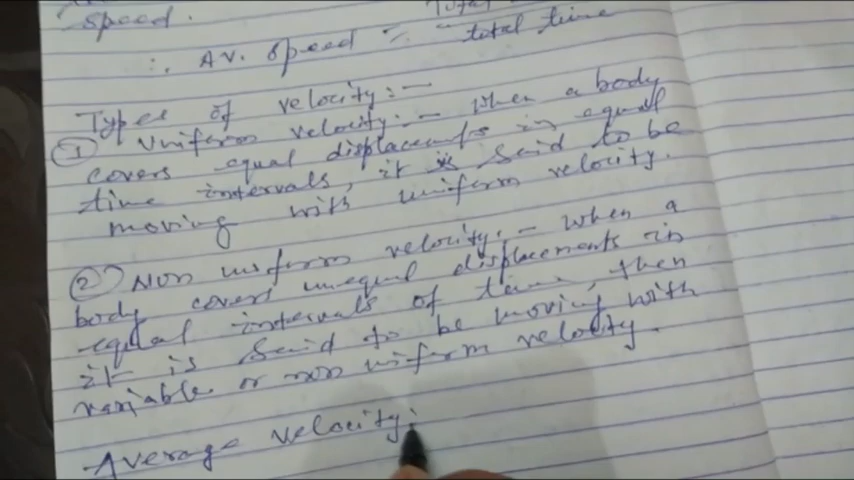 speed.
∴ Av. speed = Total
total time
Types of velocity:-
① Uniform velocity:- when a body
covers equal displacements in equal
time intervals, it is said to be
moving with uniform velocity.
② Non uniform velocity.- when a
body covers unequal displacements in
equal intervals of time, then
it is said to be moving with
variable or non uniform velocity.
Average velocity: